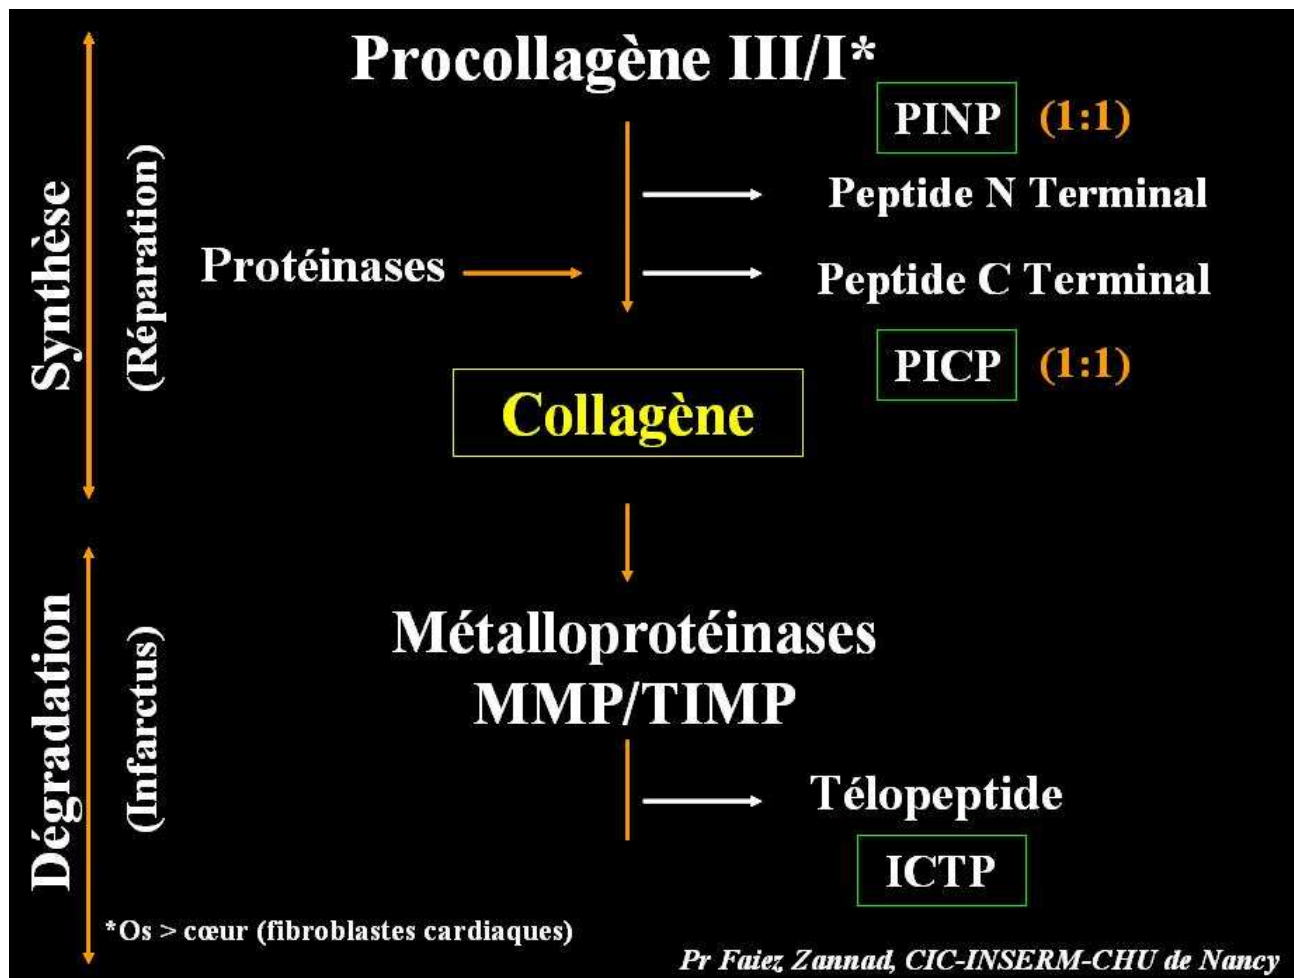 Procollagène III/I*
PINP (1:1)
Peptide N Terminal
Protéinases
Peptide C Terminal
PICP (1:1)
Collagène
Synthèse
(Réparation)
Métalloprotéinases
MMP/TIMP
Télopeptide
ICTP
Dégradation
(Infarctus)
*Os > cœur (fibroblastes cardiaques)
Pr Faiez Zannad, CIC-INSERM-CHU de Nancy